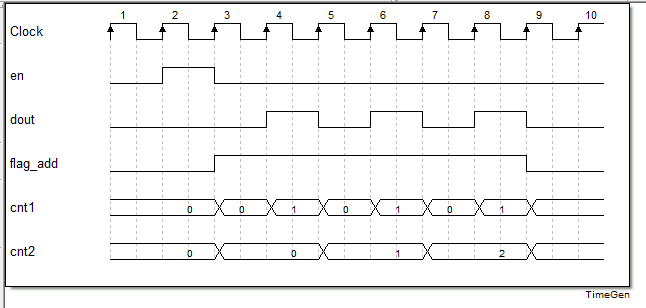 1 2 3 4 5 6 7 8 9 10
Clock
en
dout
flag_add
cnt1 0 0 1 0 1 0 1
cnt2 0 0 1 2
TimeGen